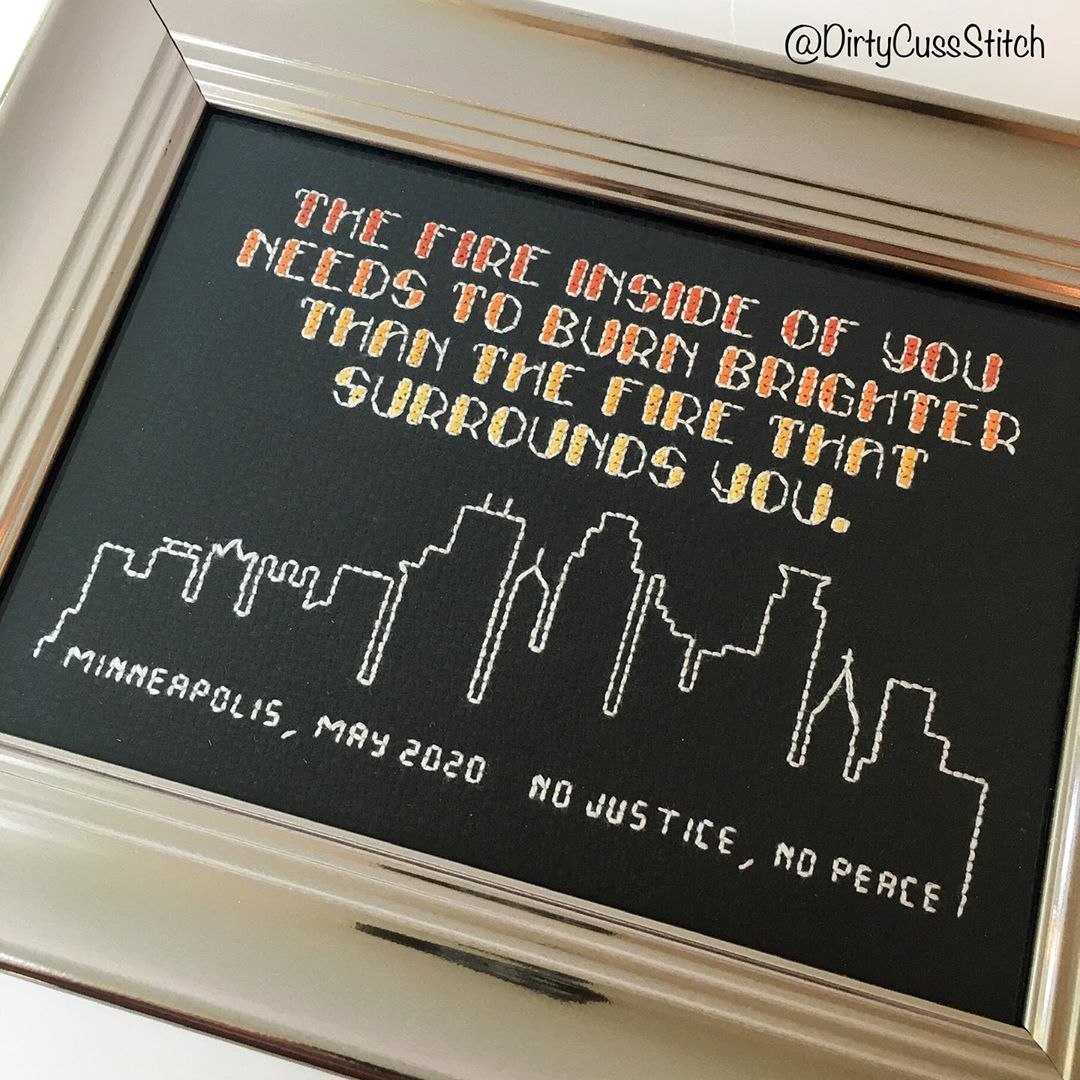 @DirtyCussStitch
THE FIRE INSIDE OF YOU
NEEDS TO BURN BRIGHTER
THAN THE FIRE THAT
SURROUNDS YOU.
MINNEAPOLIS, MAY 2020 NO JUSTICE, NO PEACE